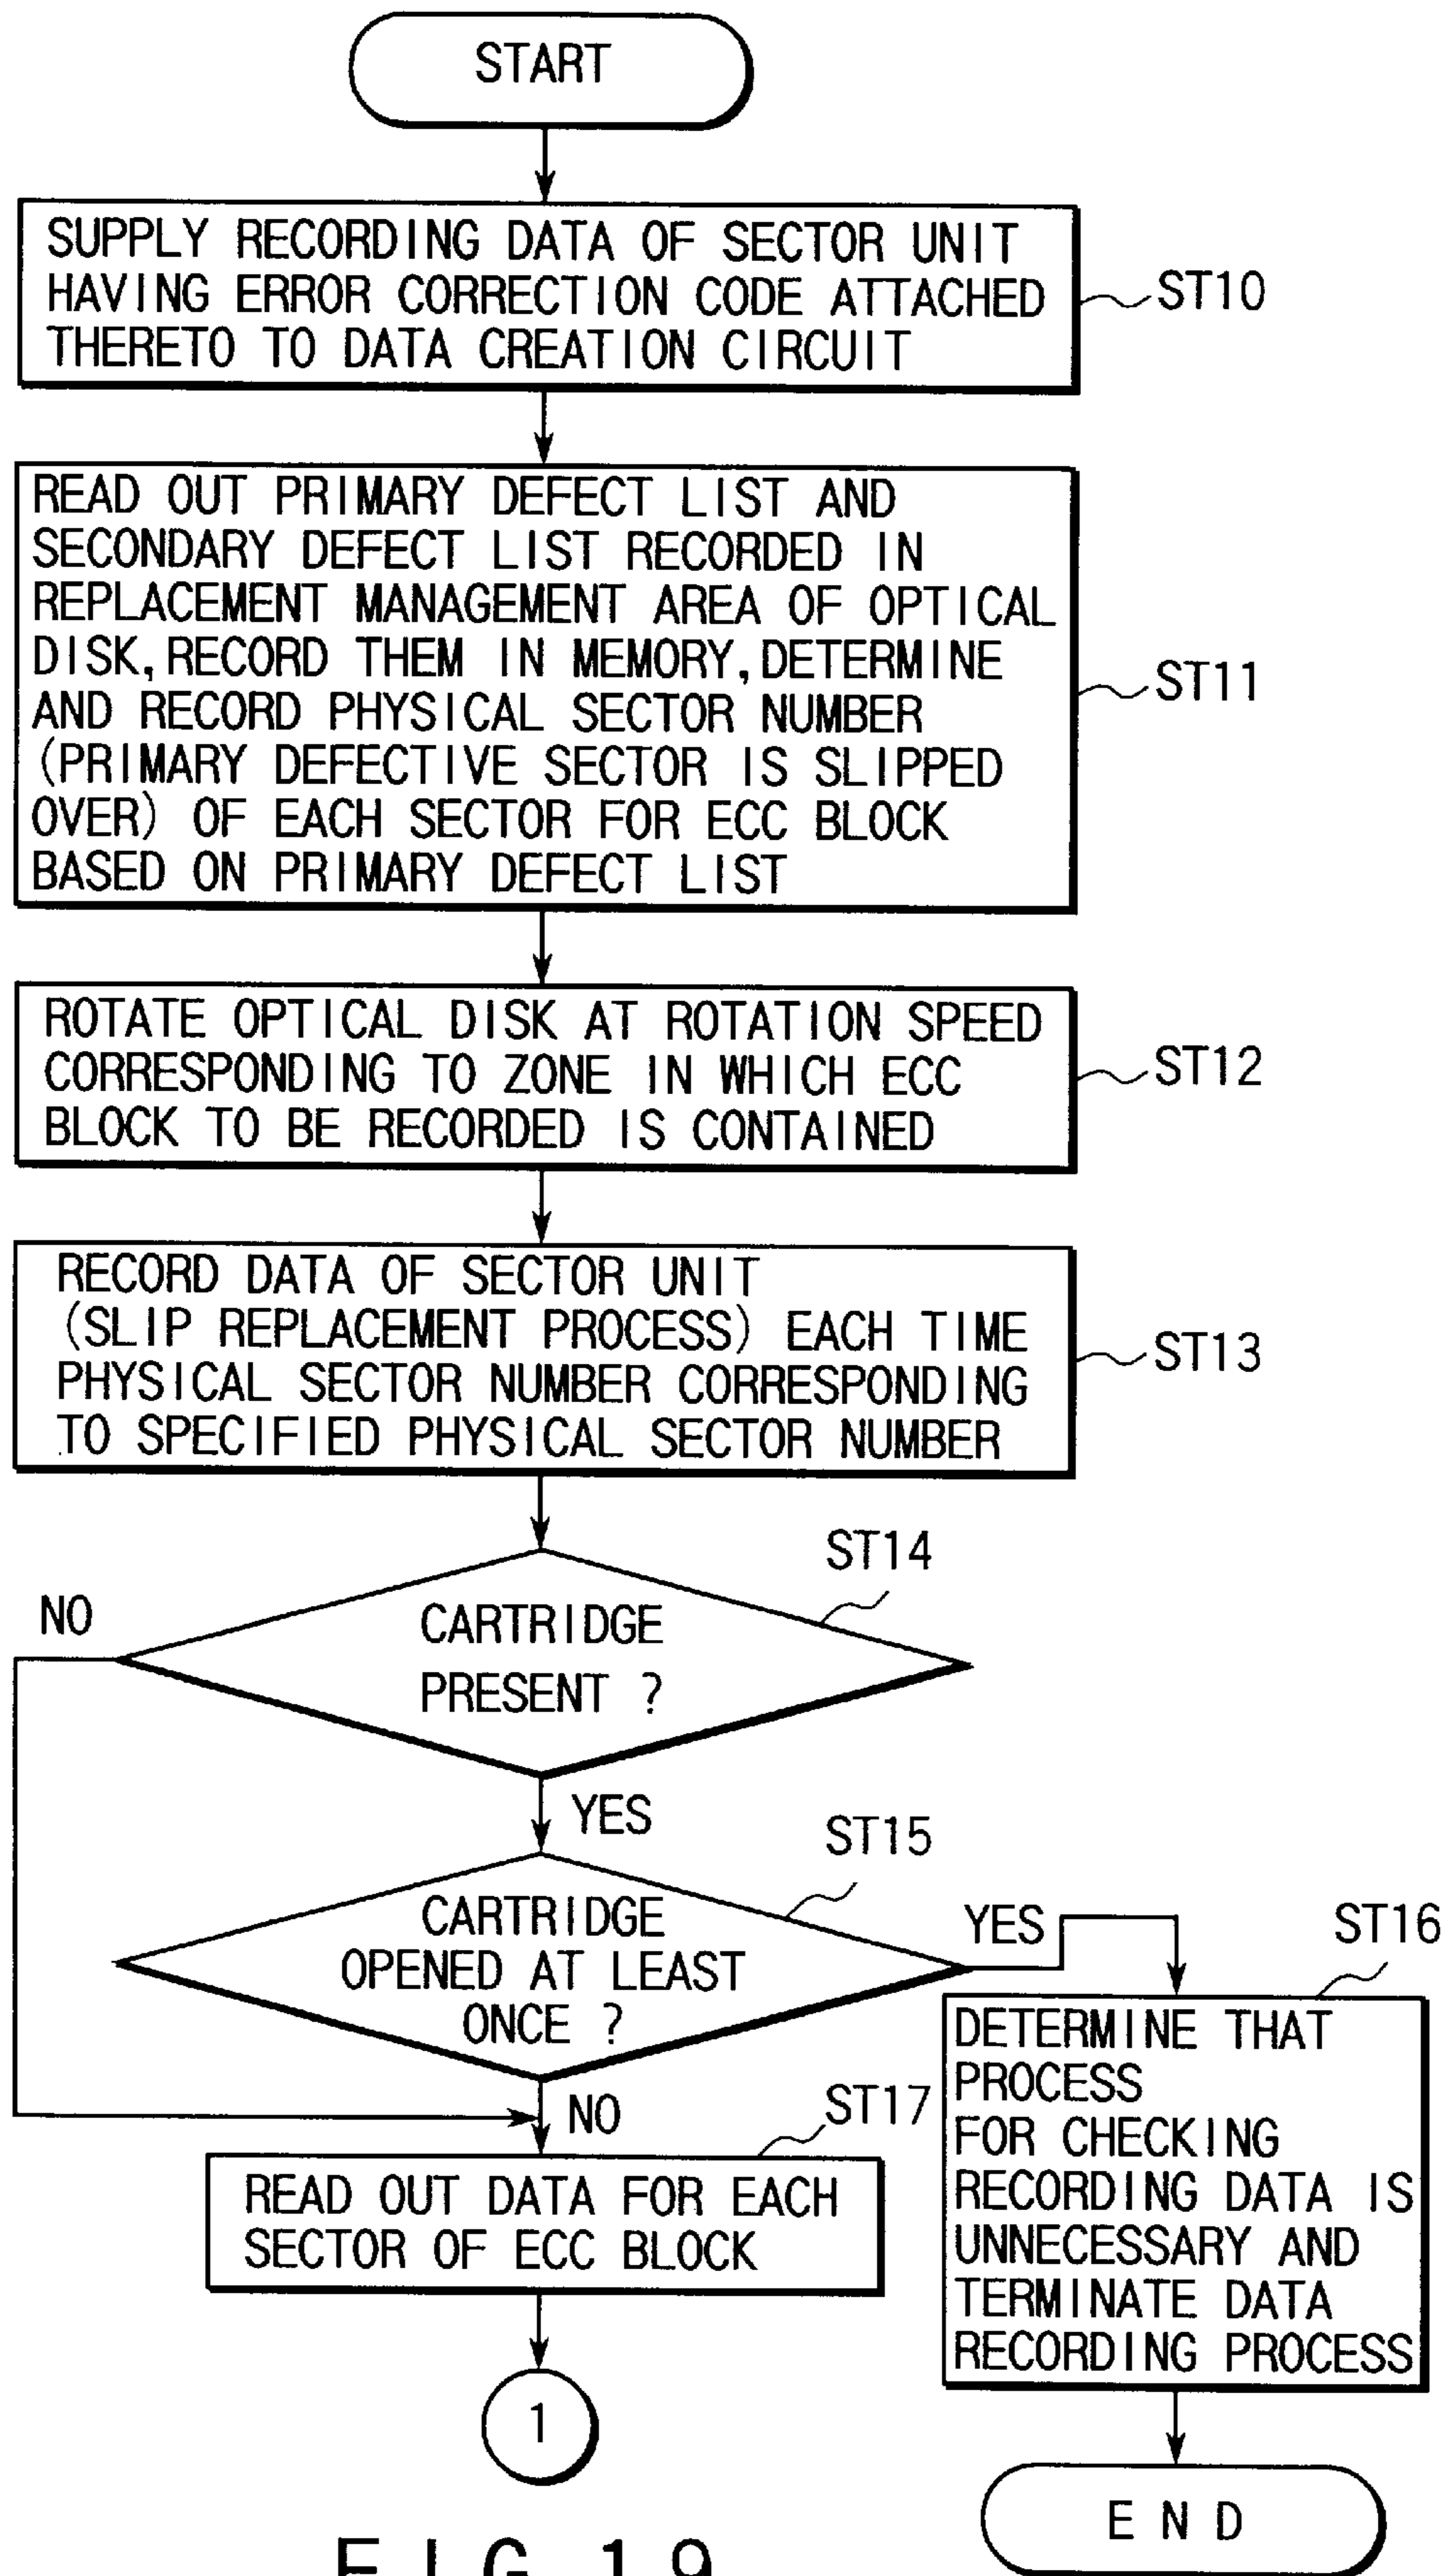 START
SUPPLY RECORDING DATA OF SECTOR UNIT
HAVING ERROR CORRECTION CODE ATTACHED
THERETO TO DATA CREATION CIRCUIT
ST10
READ OUT PRIMARY DEFECT LIST AND
SECONDARY DEFECT LIST RECORDED IN
REPLACEMENT MANAGEMENT AREA OF OPTICAL
DISK, RECORD THEM IN MEMORY, DETERMINE
AND RECORD PHYSICAL SECTOR NUMBER
(PRIMARY DEFECTIVE SECTOR IS SLIPPED
OVER) OF EACH SECTOR FOR ECC BLOCK
BASED ON PRIMARY DEFECT LIST
ST11
ROTATE OPTICAL DISK AT ROTATION SPEED
CORRESPONDING TO ZONE IN WHICH ECC
BLOCK TO BE RECORDED IS CONTAINED
ST12
RECORD DATA OF SECTOR UNIT
(SLIP REPLACEMENT PROCESS) EACH TIME
PHYSICAL SECTOR NUMBER CORRESPONDING
TO SPECIFIED PHYSICAL SECTOR NUMBER
ST13
ST14
NO
CARTRIDGE
PRESENT ?
YES
ST15
CARTRIDGE
OPENED AT LEAST
ONCE ?
YES
ST16
DETERMINE THAT
PROCESS
FOR CHECKING
RECORDING DATA IS
UNNECESSARY AND
TERMINATE DATA
RECORDING PROCESS
NO
ST17
READ OUT DATA FOR EACH
SECTOR OF ECC BLOCK
1
END
FIG.19